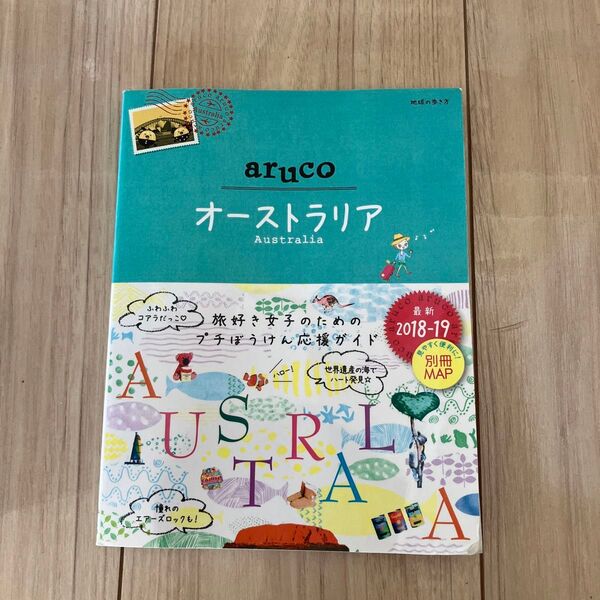 地球の歩き方
Australia
aruco
オーストラリア
Australia
ふわふわ
コアラだっこ♡
旅好き女子のための
プチぼうけん応援ガイド
最新
2018-19
見やすく便利に!
別冊
MAP
ハロー!
世界遺産の海で
ハート発見☆
AUSTRALIA
憧れの
エアーズロックも!